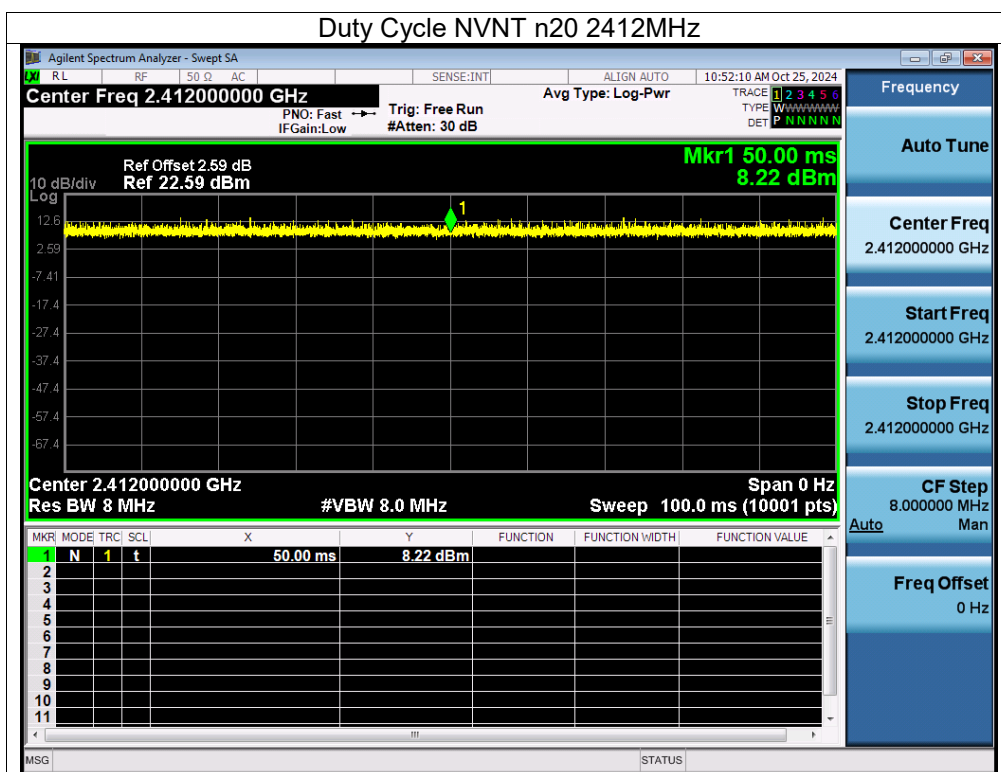 Duty Cycle NVNT n20 2412MHz
Agilent Spectrum Analyzer - Swept SA
LXI RL RF 50 Ω AC SENSE:INT ALIGN AUTO 10:52:10 AM Oct 25, 2024
Center Freq 2.412000000 GHz Avg Type: Log-Pwr TRACE 1 2 3 4 5 6
PNO: Fast Trig: Free Run TYPE WWWWWWW
IFGain:Low #Atten: 30 dB DET P N N N N N
Frequency
Auto Tune
Center Freq
2.412000000 GHz
Start Freq
2.412000000 GHz
Stop Freq
2.412000000 GHz
CF Step
8.000000 MHz
Auto Man
Freq Offset
0 Hz
Mkr1 50.00 ms
8.22 dBm
Ref Offset 2.59 dB
10 dB/div Ref 22.59 dBm
Log
1
12.6
2.59
-7.41
-17.4
-27.4
-37.4
-47.4
-57.4
-67.4
Center 2.412000000 GHz Span 0 Hz
Res BW 8 MHz #VBW 8.0 MHz Sweep 100.0 ms (10001 pts)
MKR MODE TRC SCL X Y FUNCTION FUNCTION WIDTH FUNCTION VALUE
1 N 1 t 50.00 ms 8.22 dBm
2
3
4
5
6
7
8
9
10
11
MSG STATUS